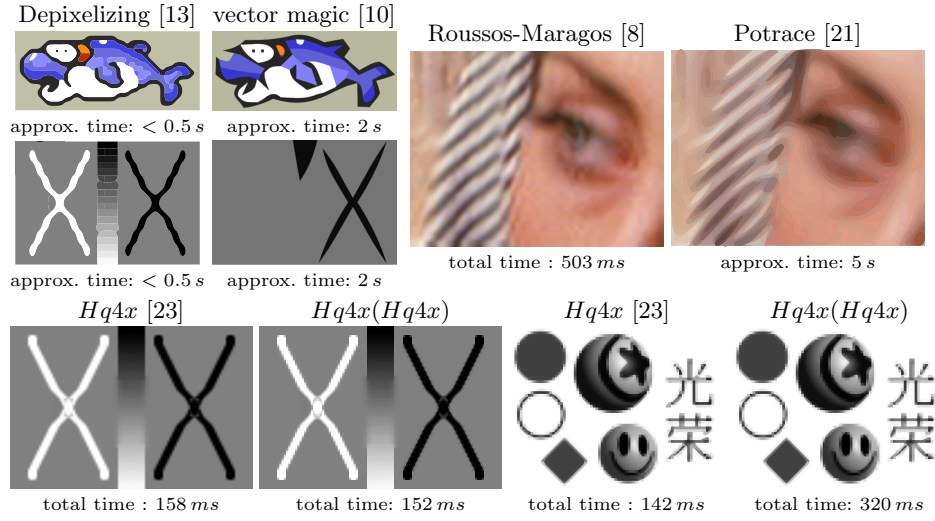 Depixelizing [13]
vector magic [10]
approx. time: < 0.5 s
approx. time: 2 s
approx. time: < 0.5 s
approx. time: 2 s
Roussos-Maragos [8]
Potrace [21]
total time : 503 ms
approx. time: 5 s
Hq4x [23]
Hq4x(Hq4x)
Hq4x [23]
Hq4x(Hq4x)
光
荣
光
荣
total time : 158 ms
total time : 152 ms
total time : 142 ms
total time: 320 ms